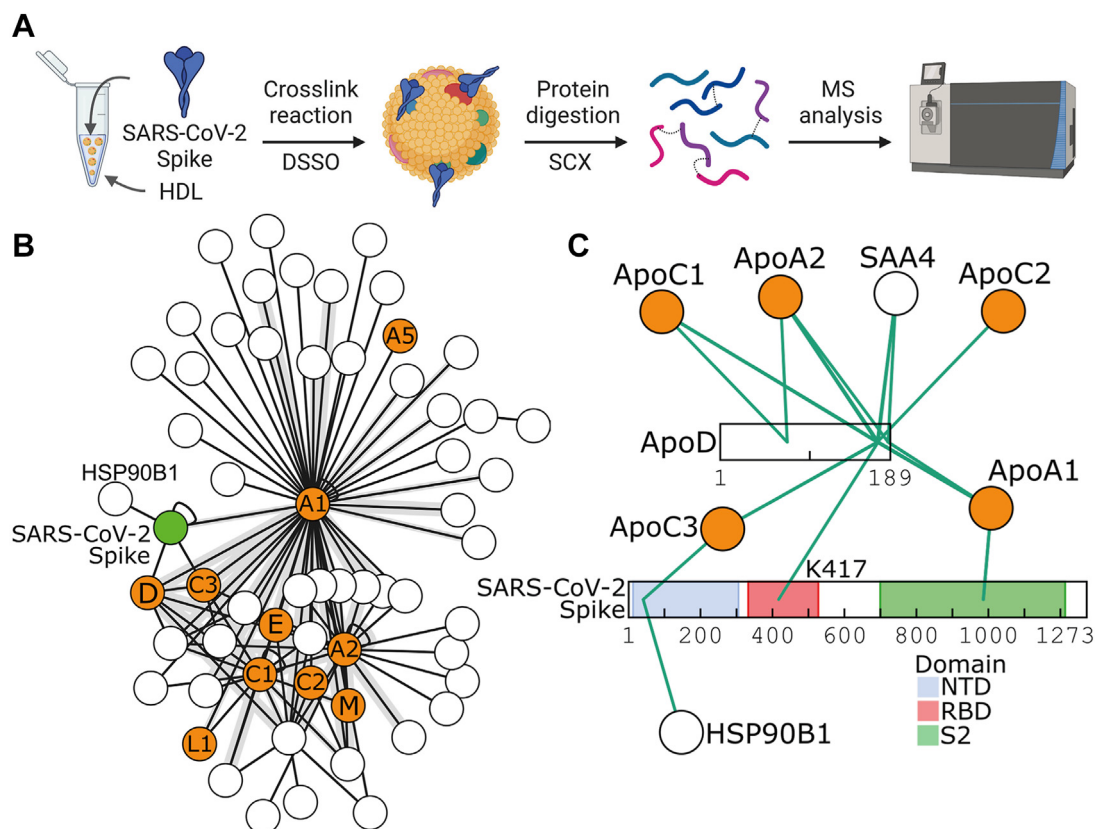 A
SARS-CoV-2
Spike
HDL
Crosslink
reaction
DSSO
Protein
digestion
SCX
MS
analysis
B
A5
HSP90B1
A1
SARS-CoV-2
Spike
D
C3
E
A2
C1
C2
M
L1
C
ApoC1
ApoA2
SAA4
ApoC2
ApoD
1
189
ApoA1
ApoC3
K417
SARS-CoV-2
Spike
1 200 400 600 800 1000 1273
Domain
NTD
RBD
S2
HSP90B1